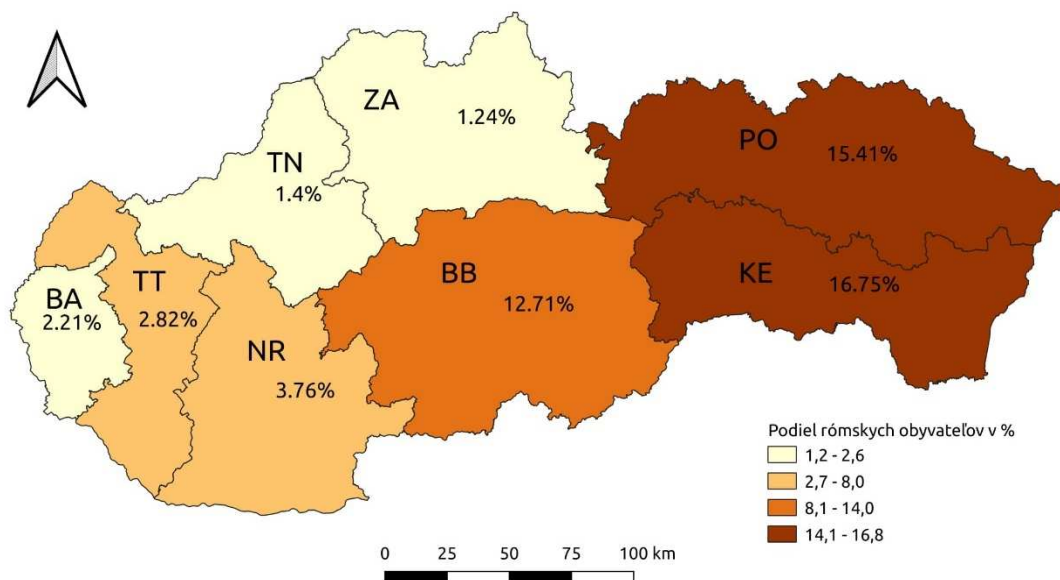 ZA
1.24%
PO
15.41%
TN
1.4%
BB
12.71%
KE
16.75%
TT
2.82%
BA
2.21%
NR
3.76%
Podiel rómskych obyvateľov v %
1,2 - 2,6
2,7 - 8,0
8,1 - 14,0
14,1 - 16,8
0 25 50 75 100 km